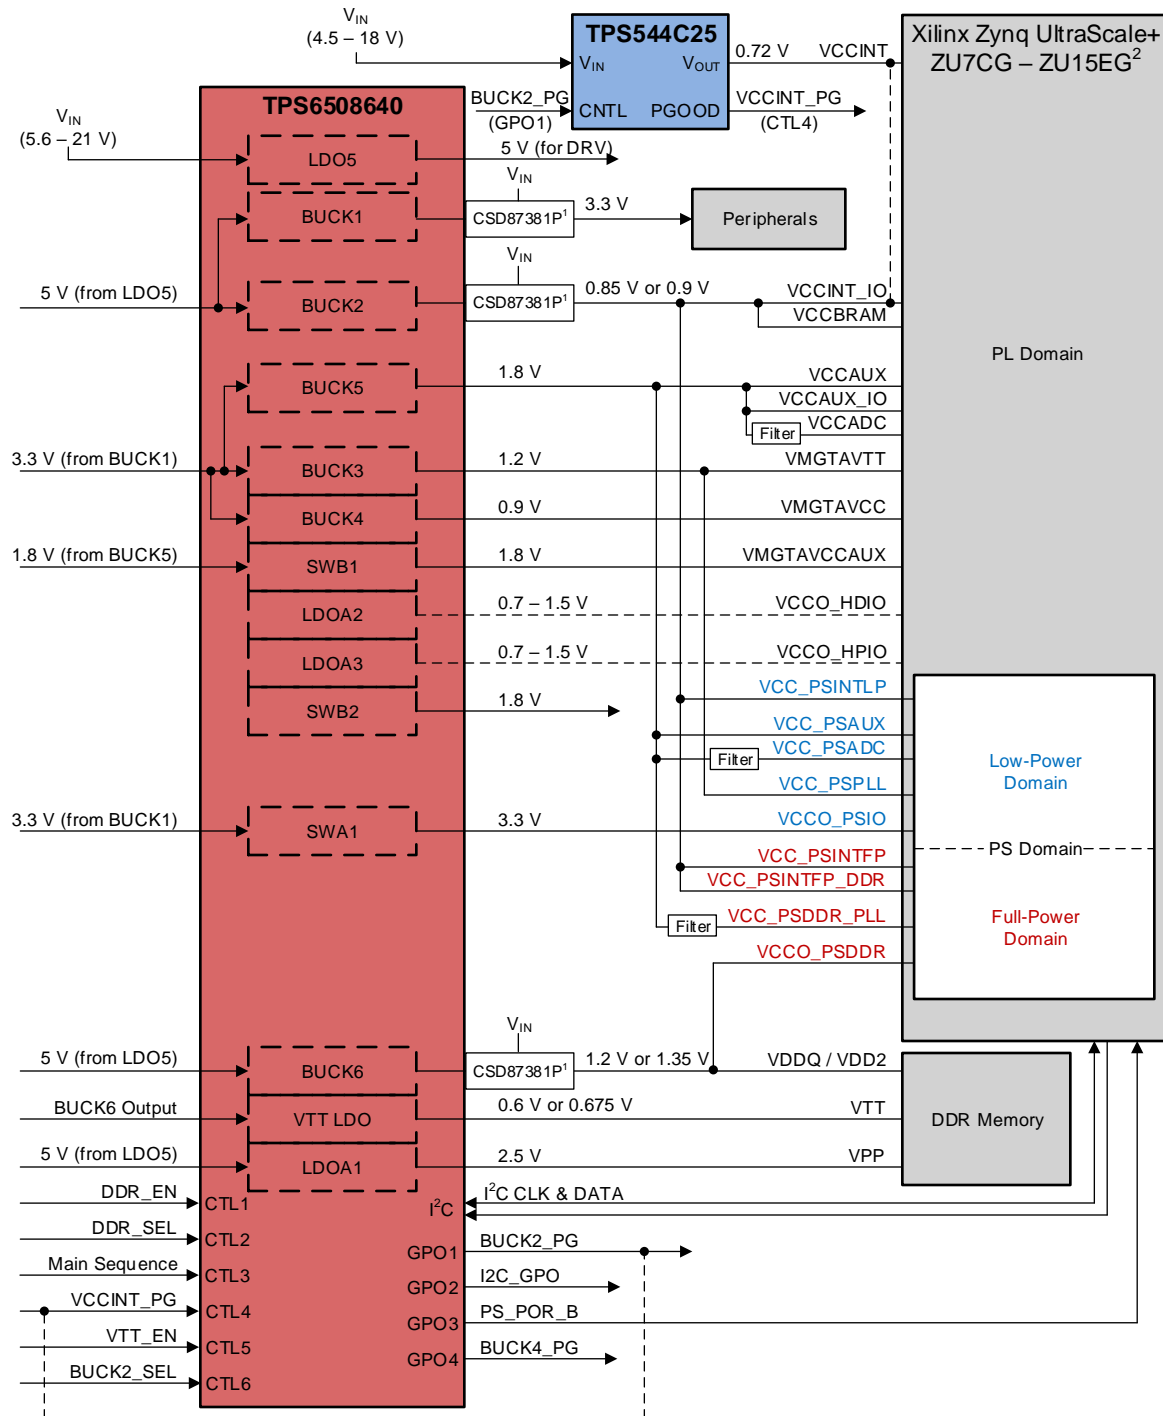 V_IN
(4.5 – 18 V)
TPS544C25
V_IN
V_OUT
CNTL
PGOOD
0.72 V
VCCINT
BUCK2_PG
(GPO1)
VCCINT_PG
(CTL4)
Xilinx Zynq UltraScale+
ZU7CG – ZU15EG²
TPS6508640
V_IN
(5.6 – 21 V)
LDO5
5 V (for DRV)
V_IN
BUCK1
CSD87381P¹
3.3 V
Peripherals
V_IN
5 V (from LDO5)
BUCK2
CSD87381P¹
0.85 V or 0.9 V
VCCINT_IO
VCCBRAM
PL Domain
BUCK5
1.8 V
VCCAUX
VCCAUX_IO
Filter
VCCADC
3.3 V (from BUCK1)
BUCK3
1.2 V
VMGTAVTT
BUCK4
0.9 V
VMGTAVCC
1.8 V (from BUCK5)
SWB1
1.8 V
VMGTAVCCAUX
LDOA2
0.7 – 1.5 V
VCCO_HDIO
LDOA3
0.7 – 1.5 V
VCCO_HPIO
SWB2
1.8 V
VCC_PSINTLP
VCC_PSAUX
Filter
VCC_PSADC
VCC_PSPLL
Low-Power
Domain
3.3 V (from BUCK1)
SWA1
3.3 V
VCCO_PSIO
PS Domain
VCC_PSINTFP
VCC_PSINTFP_DDR
Filter
VCC_PSDDR_PLL
VCCO_PSDDR
Full-Power
Domain
V_IN
5 V (from LDO5)
BUCK6
CSD87381P¹
1.2 V or 1.35 V
VDDQ / VDD2
BUCK6 Output
VTT LDO
0.6 V or 0.675 V
VTT
DDR Memory
5 V (from LDO5)
LDOA1
2.5 V
VPP
DDR_EN
CTL1
I²C
I²C CLK & DATA
DDR_SEL
CTL2
GPO1
BUCK2_PG
Main Sequence
CTL3
GPO2
I2C_GPO
VCCINT_PG
CTL4
GPO3
PS_POR_B
VTT_EN
CTL5
GPO4
BUCK4_PG
BUCK2_SEL
CTL6